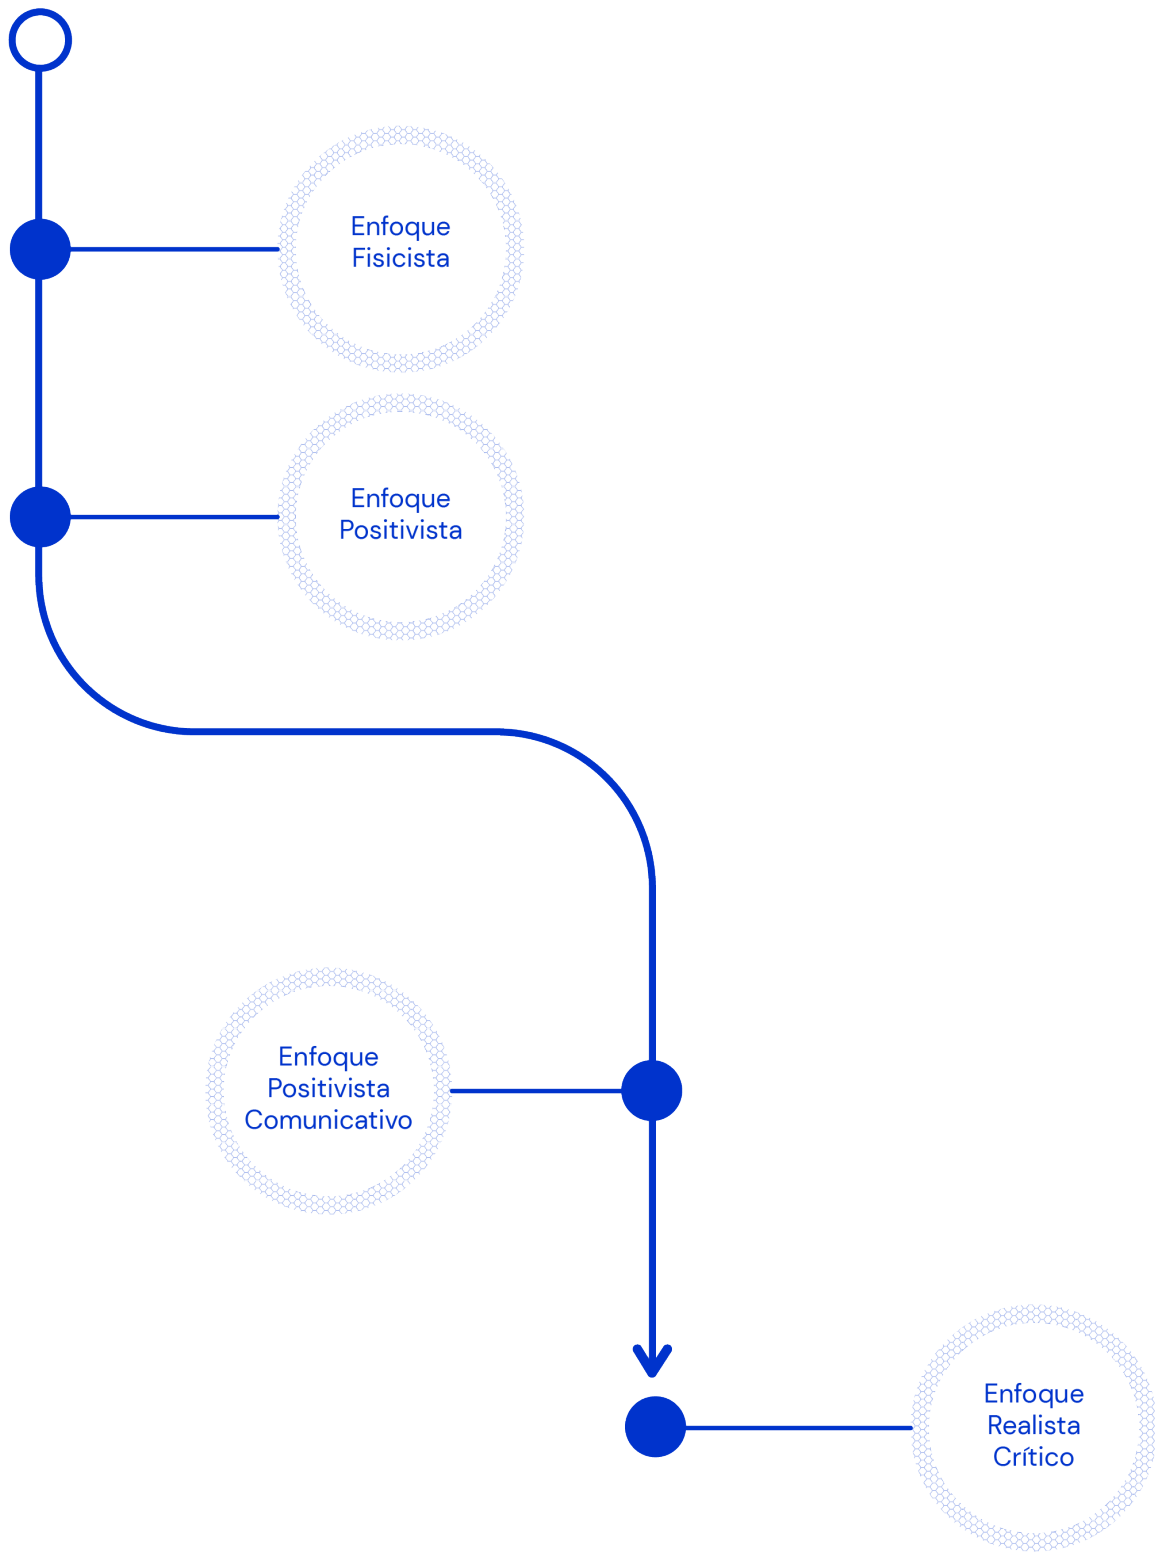 Enfoque
Fisicista
Enfoque
Positivista
Enfoque
Positivista
Comunicativo
Enfoque
Realista
Crítico